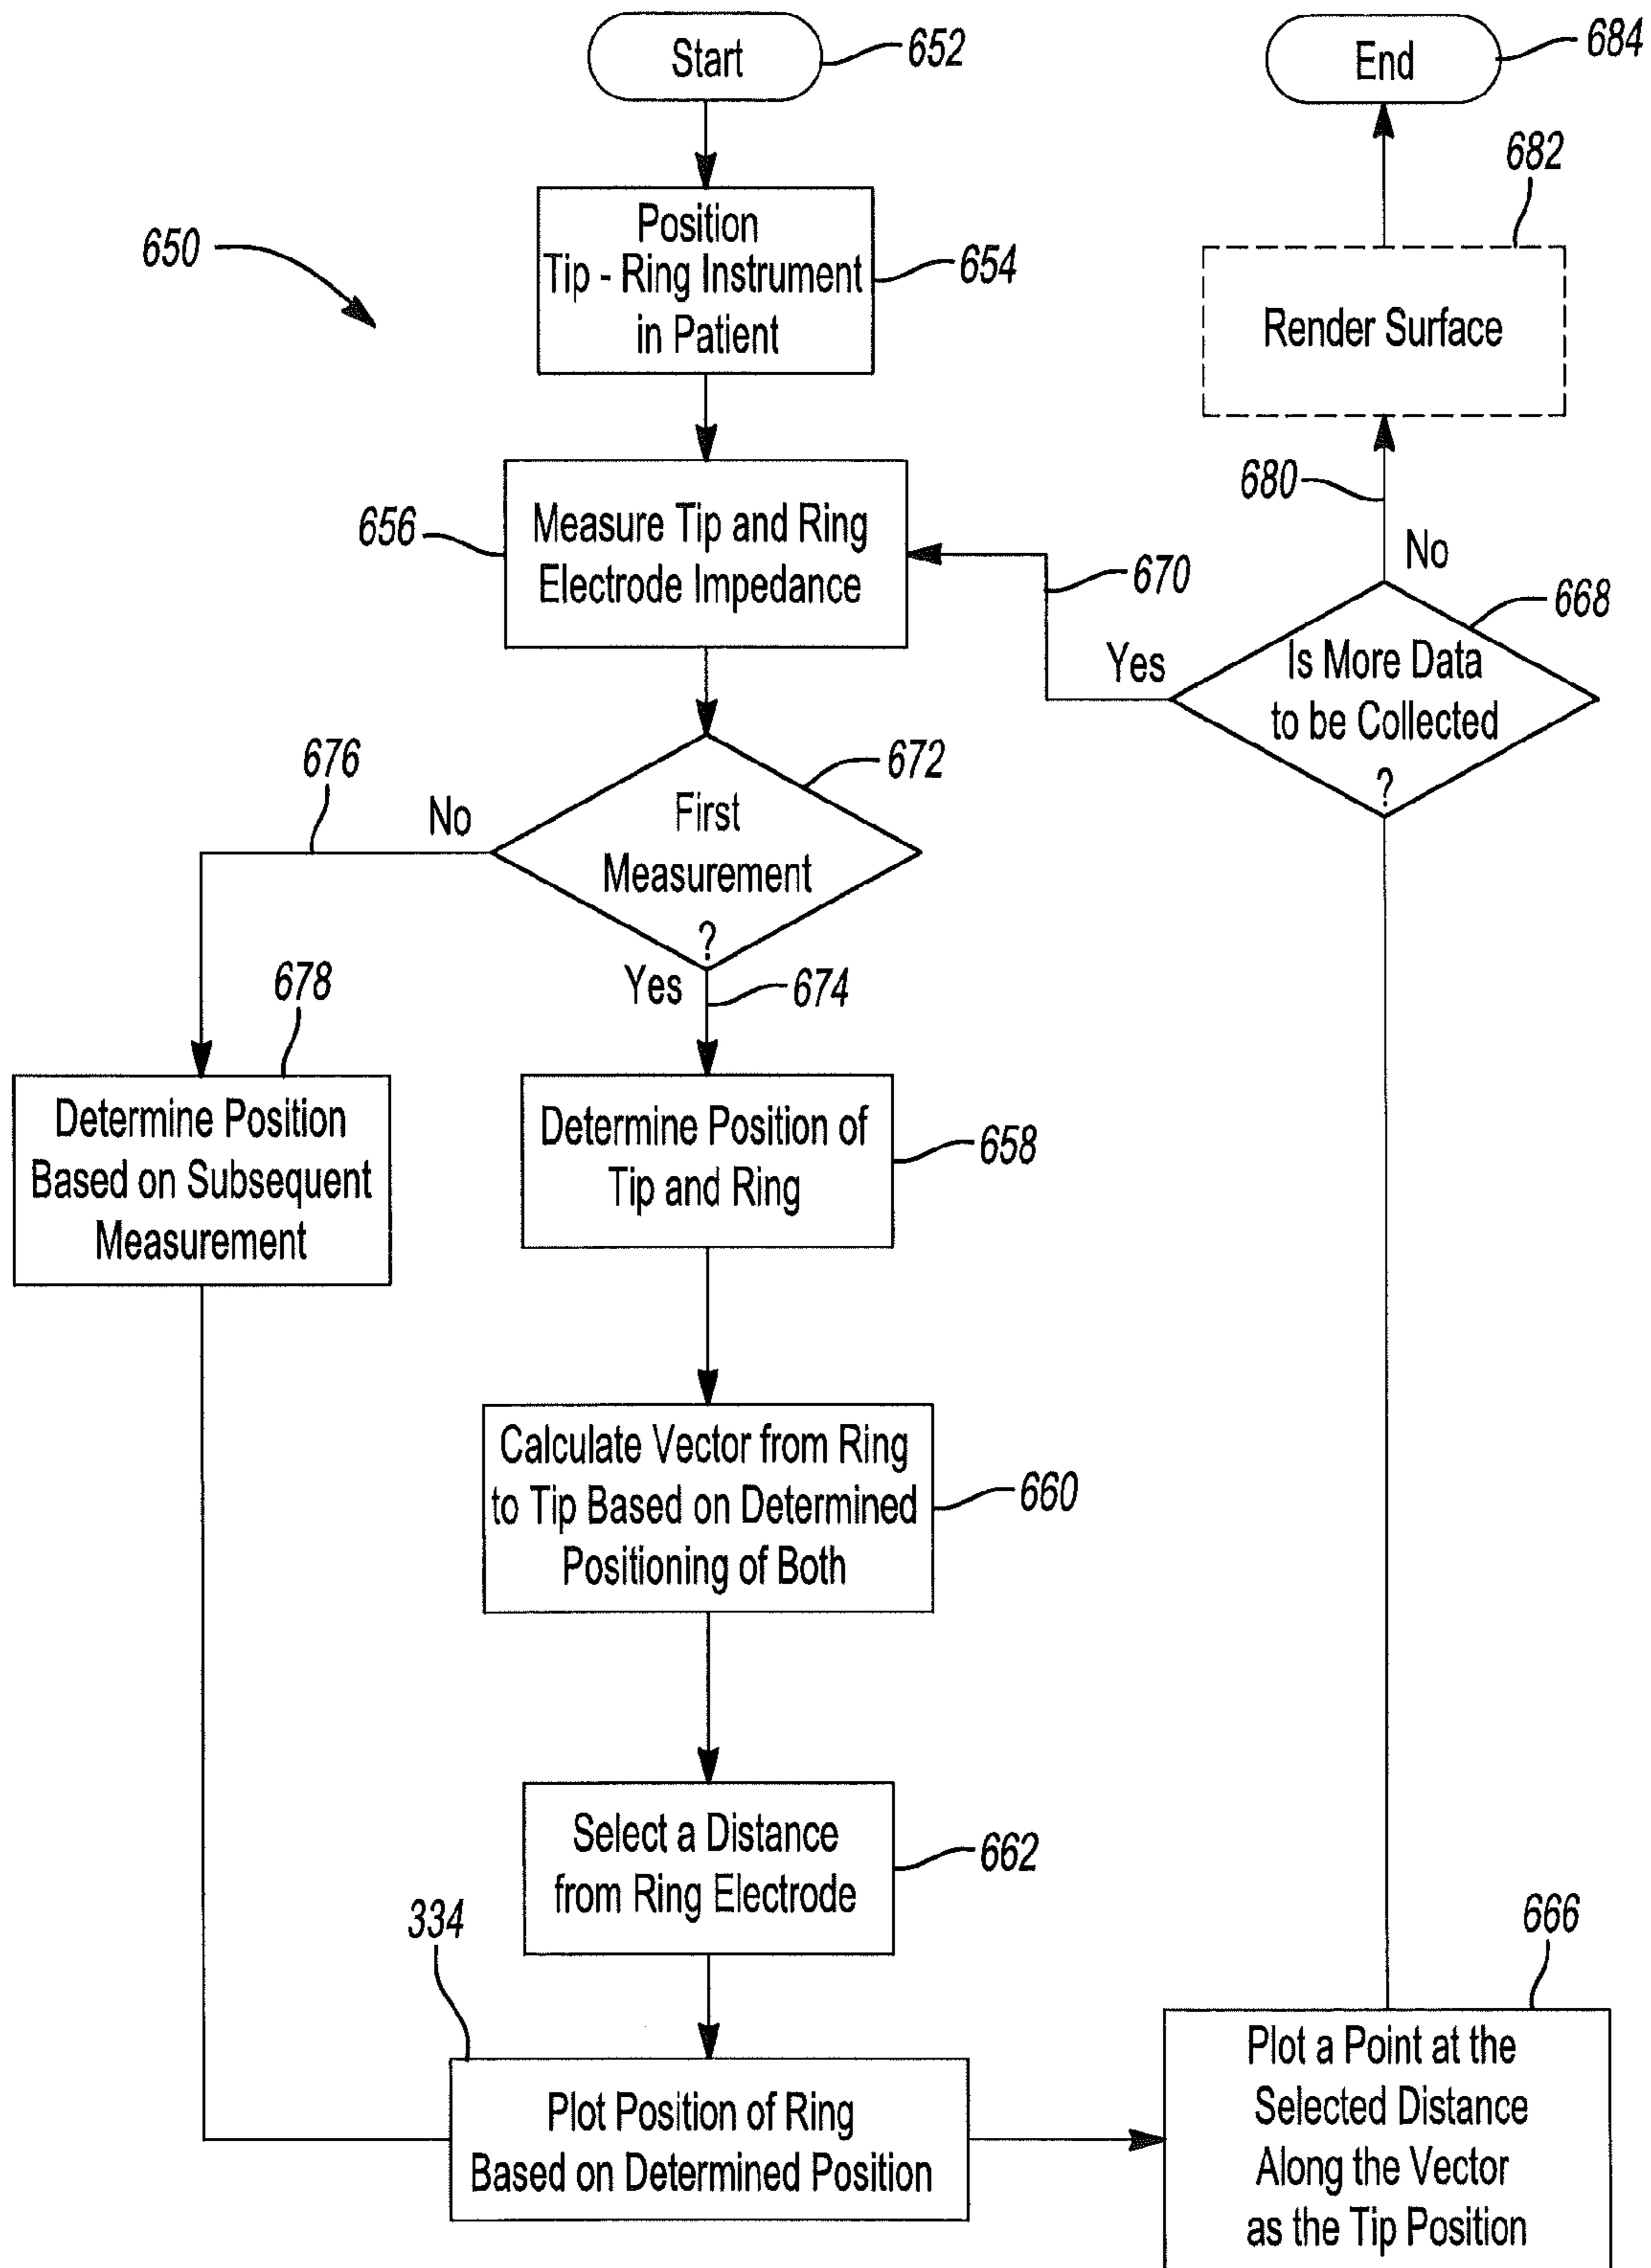 Start
652
End
684
682
Position
Tip - Ring Instrument
in Patient
654
650
Render Surface
680
No
Measure Tip and Ring
Electrode Impedance
656
670
668
Is More Data
to be Collected
?
Yes
676
No
672
First
Measurement
?
Yes
674
678
Determine Position
Based on Subsequent
Measurement
Determine Position of
Tip and Ring
658
Calculate Vector from Ring
to Tip Based on Determined
Positioning of Both
660
Select a Distance
from Ring Electrode
662
334
Plot Position of Ring
Based on Determined Position
666
Plot a Point at the
Selected Distance
Along the Vector
as the Tip Position